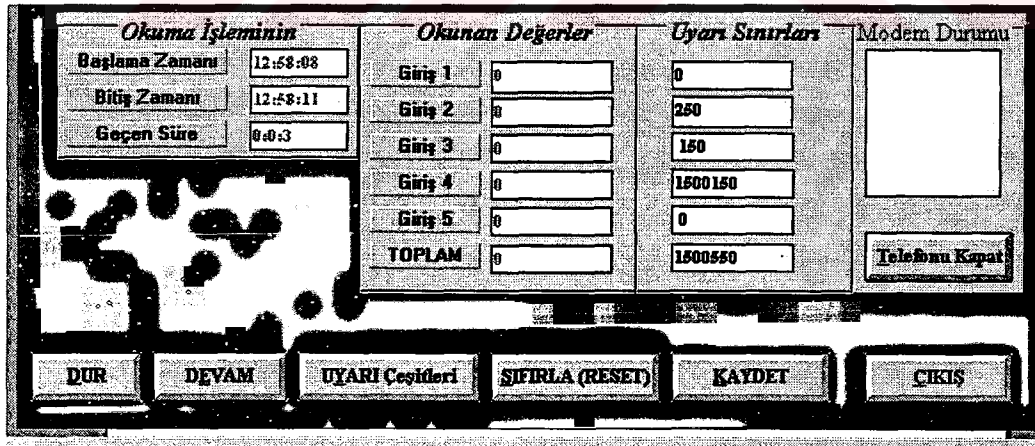 Okuma İşleminin
Başlama Zamanı 12:58:08
Bitiş Zamanı 12:58:11
Geçen Süre 0:0:3
Okunan Değerler
Giriş 1 0
Giriş 2 0
Giriş 3 0
Giriş 4 0
Giriş 5 0
TOPLAM 0
Uyarı Sınırları
0
250
150
1500150
0
1500550
Modem Durumu
Telefonu Kapat
DUR
DEVAM
UYARI Çeşitleri
SIFIRLA (RESET)
KAYDET
ÇIKIŞ